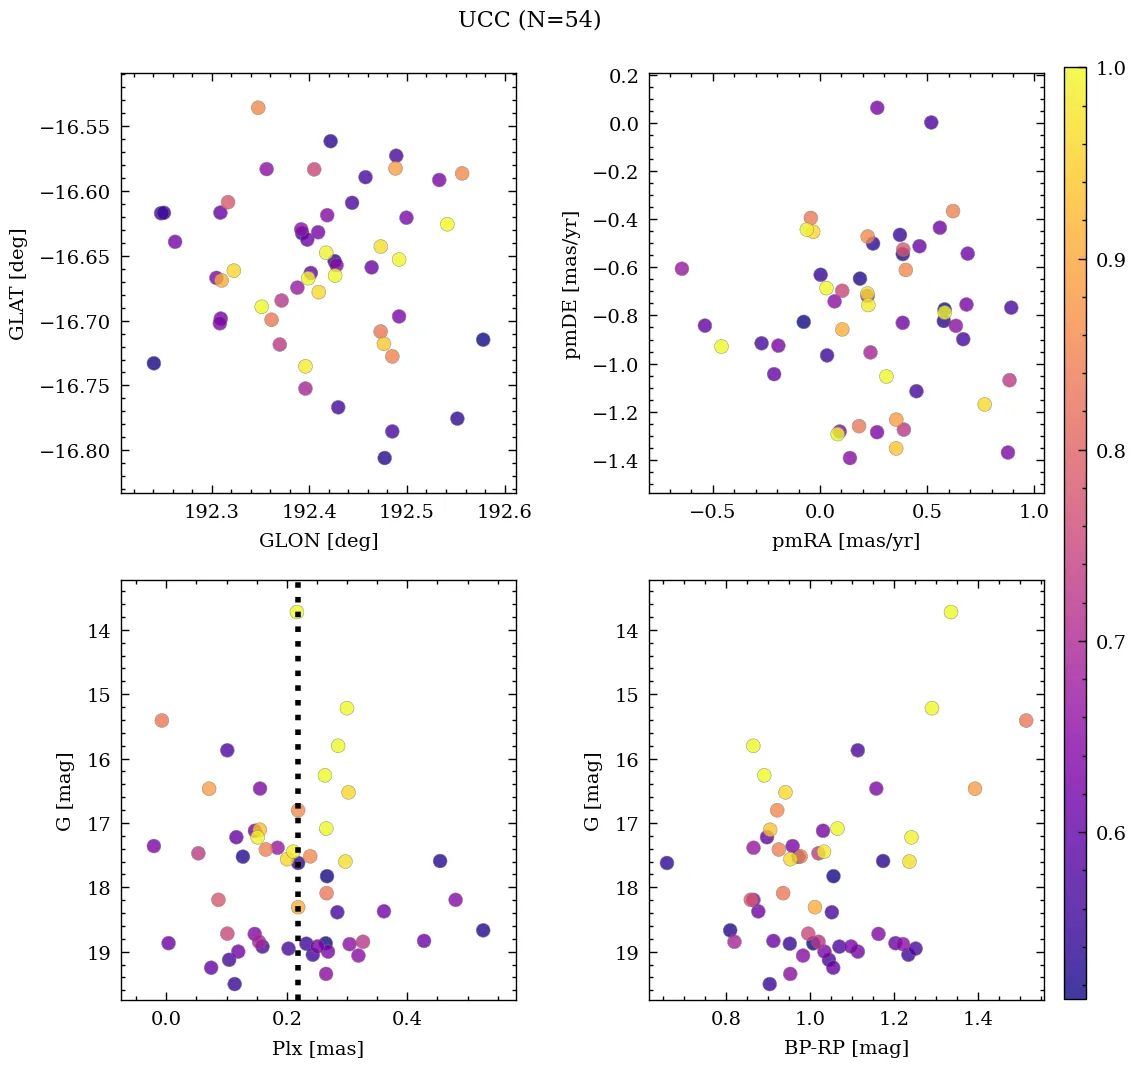 UCC (N=54)
−16.55
−16.60
−16.65
−16.70
−16.75
−16.80
GLAT [deg]
192.3 192.4 192.5 192.6
GLON [deg]
0.2
0.0
−0.2
−0.4
−0.6
−0.8
−1.0
−1.2
−1.4
pmDE [mas/yr]
−0.5 0.0 0.5 1.0
pmRA [mas/yr]
14
15
16
17
18
19
G [mag]
0.0 0.2 0.4
Plx [mas]
14
15
16
17
18
19
G [mag]
0.8 1.0 1.2 1.4
BP-RP [mag]
1.0
0.9
0.8
0.7
0.6